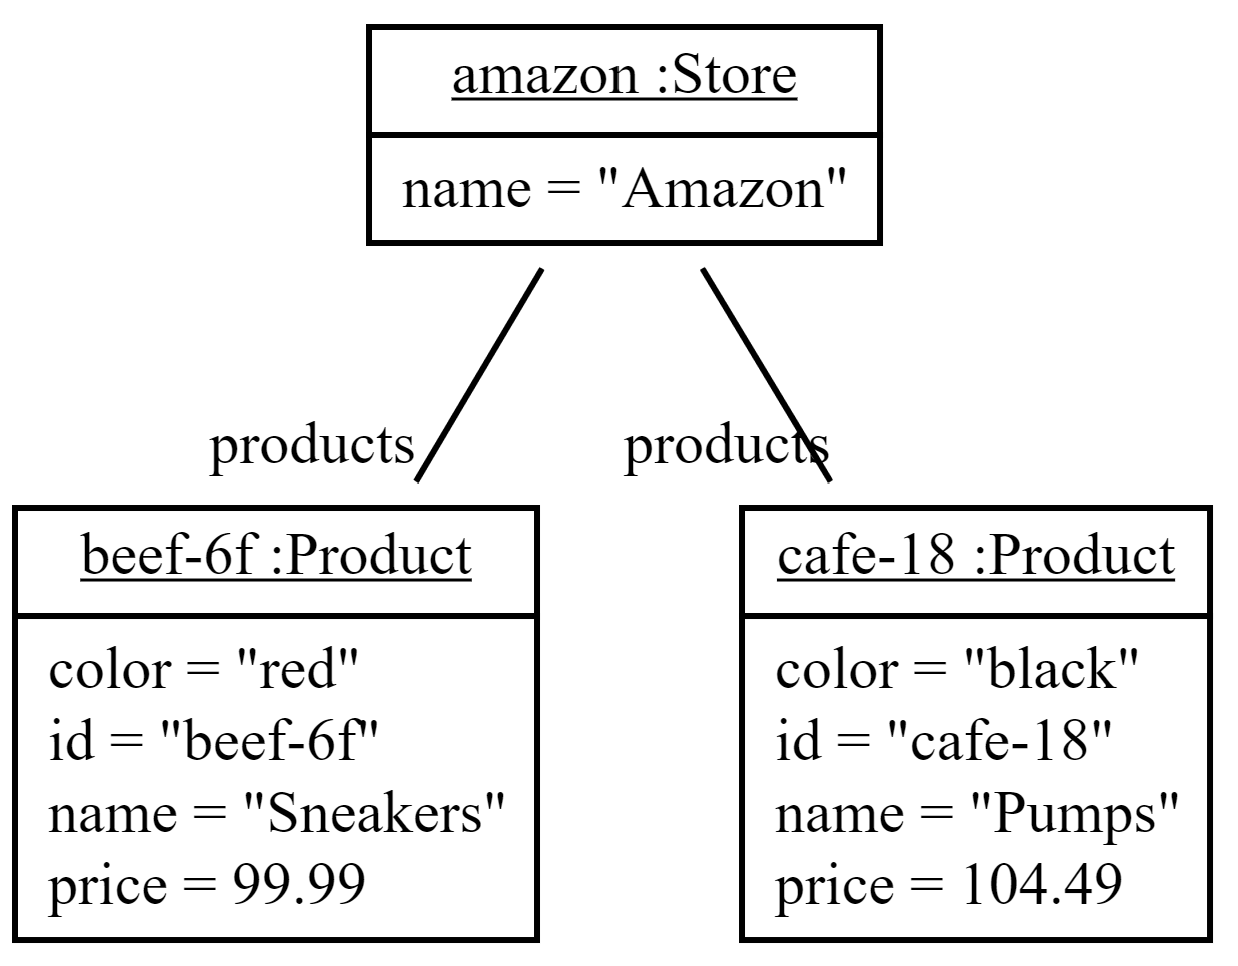 amazon :Store
name = "Amazon"
products
products
beef-6f :Product
color = "red"
id = "beef-6f"
name = "Sneakers"
price = 99.99
cafe-18 :Product
color = "black"
id = "cafe-18"
name = "Pumps"
price = 104.49